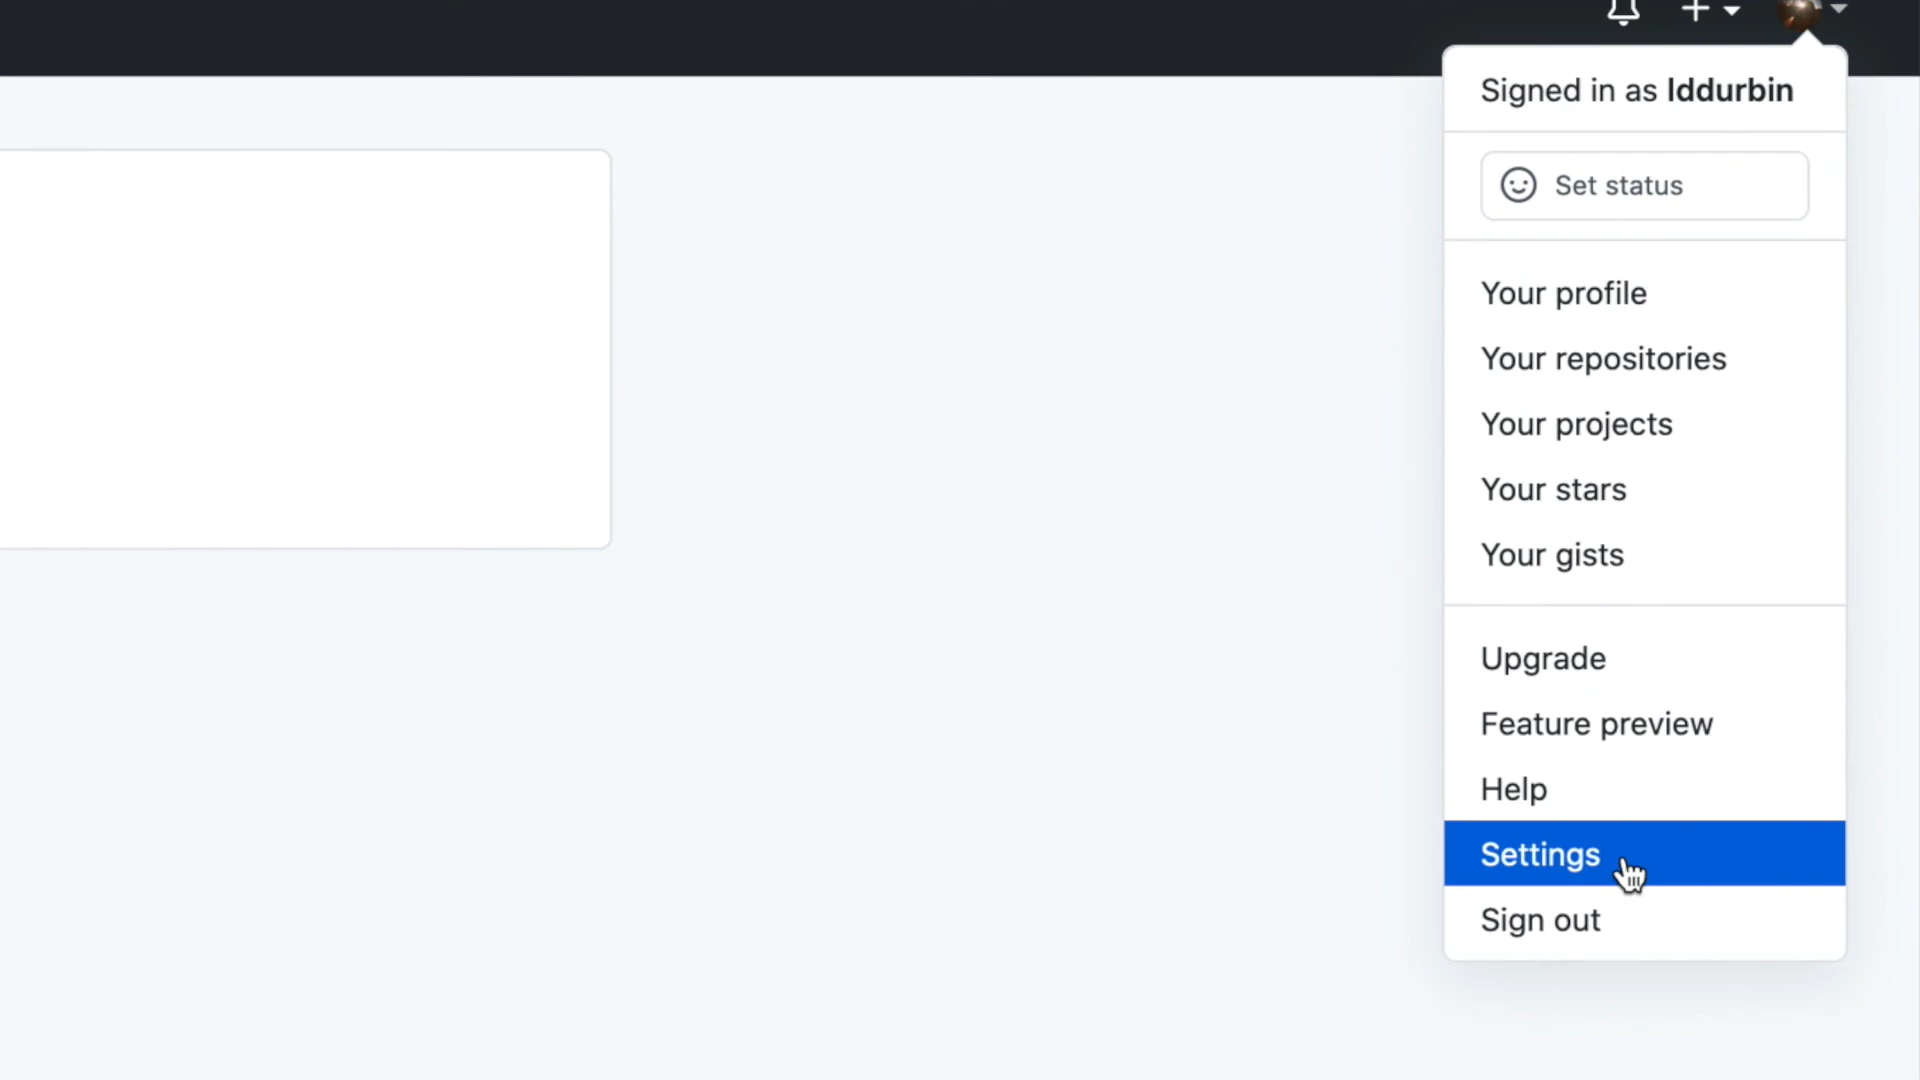 Signed in as lddurbin
Set status
Your profile
Your repositories
Your projects
Your stars
Your gists
Upgrade
Feature preview
Help
Settings
Sign out